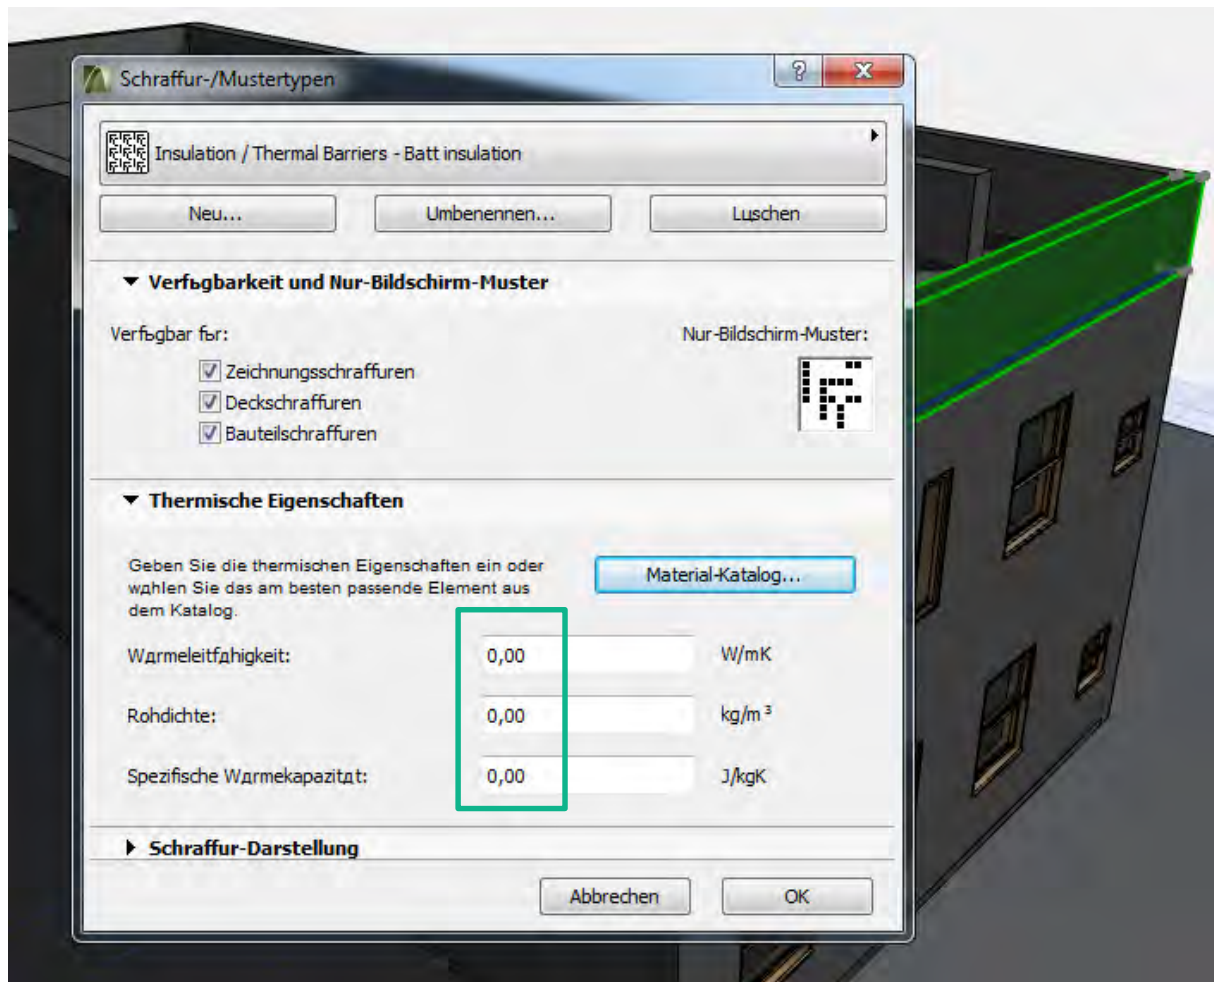 Schraffur-/Mustertypen
Insulation / Thermal Barriers - Batt insulation
Neu...
Umbenennen...
Luцschen
Verfьgbarkeit und Nur-Bildschirm-Muster
Verfьgbar fьr:
Nur-Bildschirm-Muster:
Zeichnungsschraffuren
Deckschraffuren
Bauteilschraffuren
Thermische Eigenschaften
Geben Sie die thermischen Eigenschaften ein oder
wдhlen Sie das am besten passende Element aus
dem Katalog.
Material-Katalog...
Wдrmeleitfдhigkeit: 0,00 W/mK
Rohdichte: 0,00 kg/m³
Spezifische Wдrmekapazitдt: 0,00 J/kgK
Schraffur-Darstellung
Abbrechen
OK